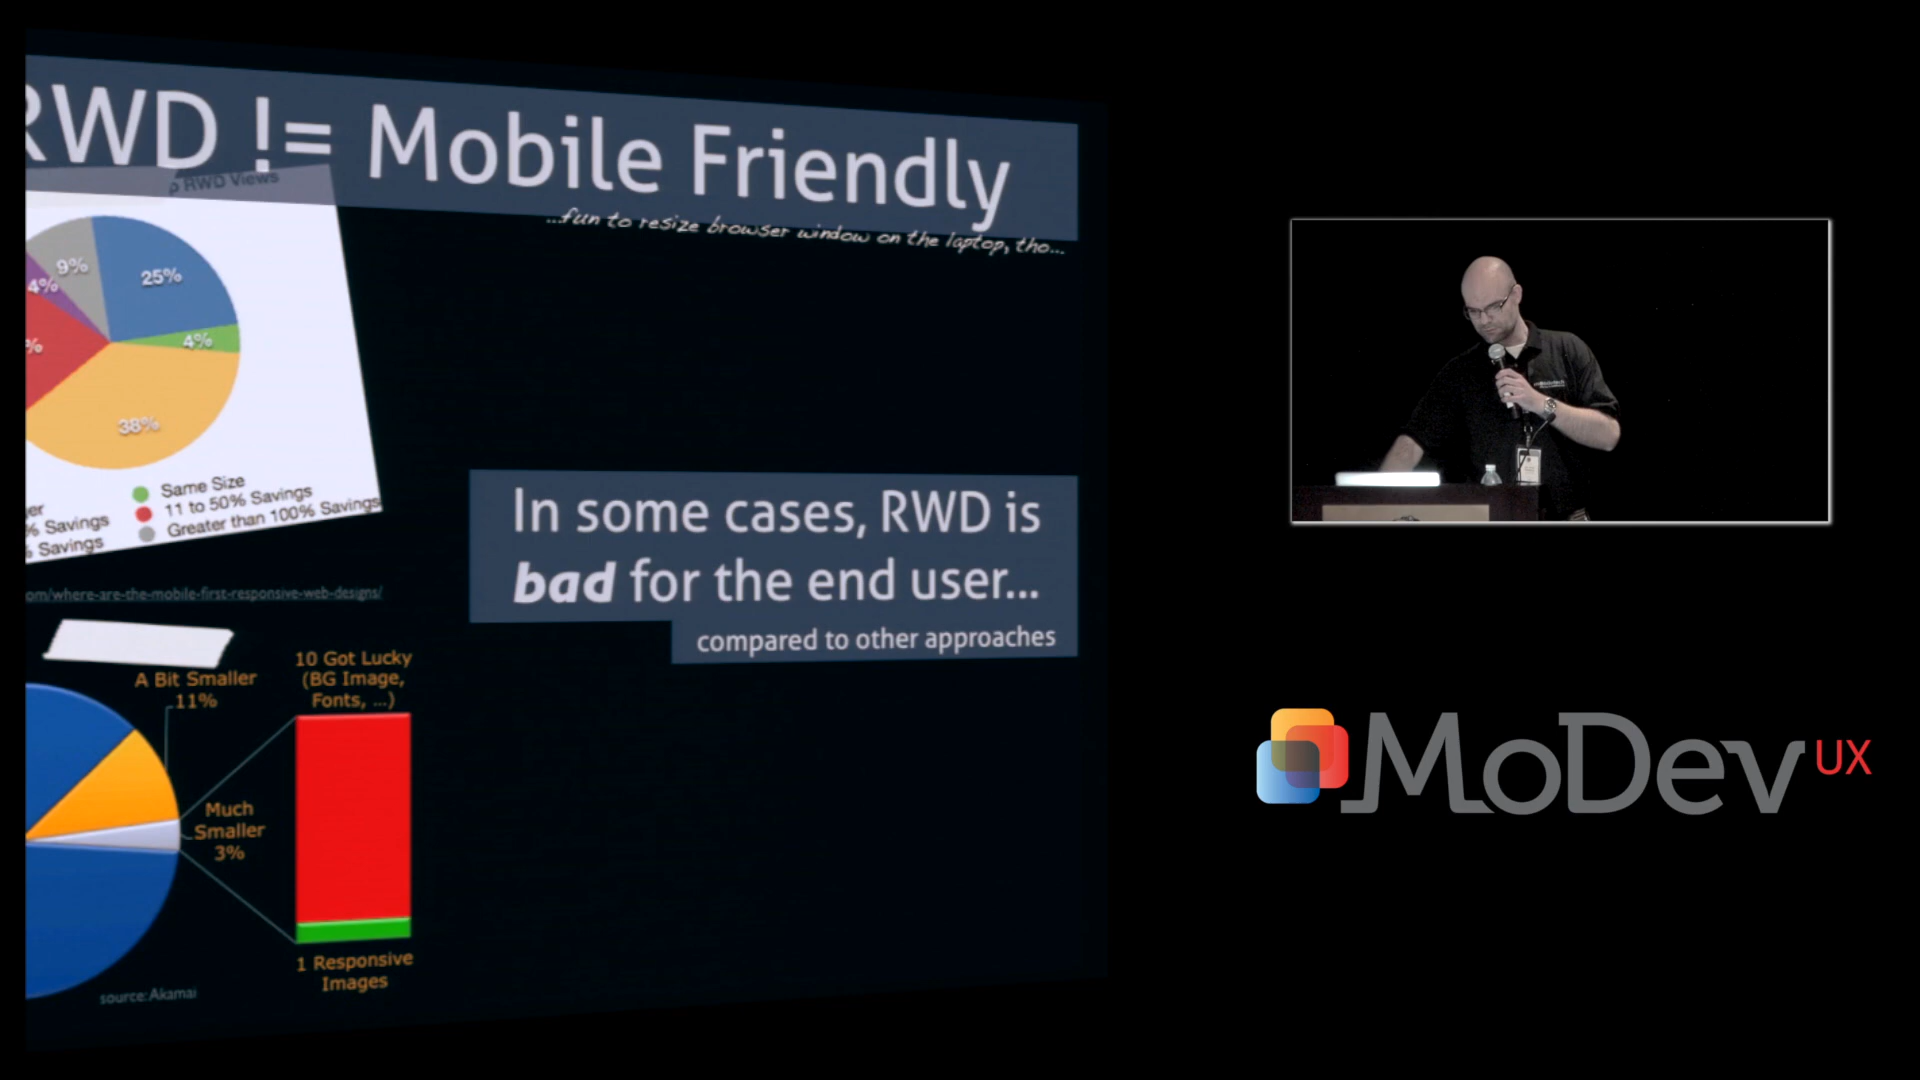 RWD != Mobile Friendly
...fun to resize browser window on the laptop, tho...
RWD Views
9%
25%
4%
4%
%
38%
Same Size
11 to 50% Savings
Greater than 100% Savings
er
% Savings
% Savings
om/where-are-the-mobile-first-responsive-web-designs/
In some cases, RWD is
bad for the end user...
compared to other approaches
A Bit Smaller
11%
10 Got Lucky
(BG Image,
Fonts, ...)
Much
Smaller
3%
1 Responsive
Images
source: Akamai
MoDev UX